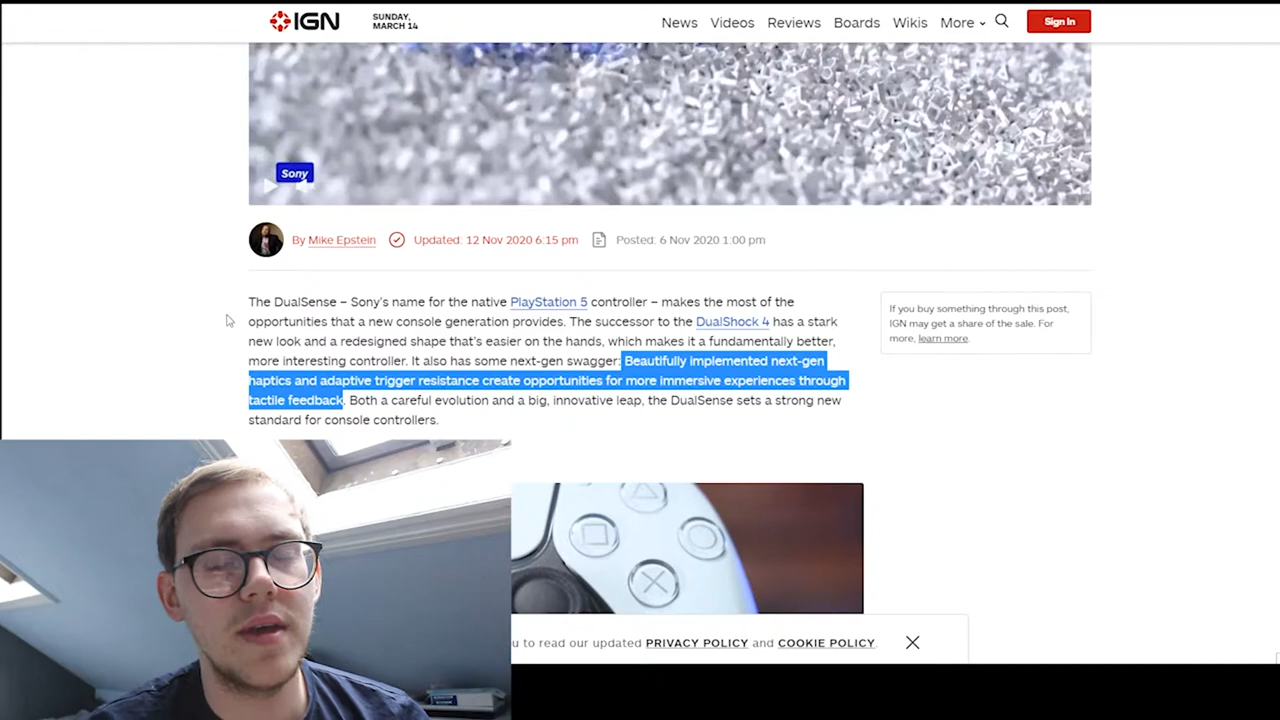 IGN
SUNDAY,
MARCH 14
News Videos Reviews Boards Wikis More
Sign In
Sony
By Mike Epstein Updated: 12 Nov 2020 6:15 pm Posted: 6 Nov 2020 1:00 pm
The DualSense – Sony's name for the native PlayStation 5 controller – makes the most of the
opportunities that a new console generation provides. The successor to the DualShock 4 has a stark
new look and a redesigned shape that's easier on the hands, which makes it a fundamentally better,
more interesting controller. It also has some next-gen swagger: Beautifully implemented next-gen
haptics and adaptive trigger resistance create opportunities for more immersive experiences through
tactile feedback. Both a careful evolution and a big, innovative leap, the DualSense sets a strong new
standard for console controllers.
If you buy something through this post,
IGN may get a share of the sale. For
more, learn more.
to read our updated PRIVACY POLICY and COOKIE POLICY.